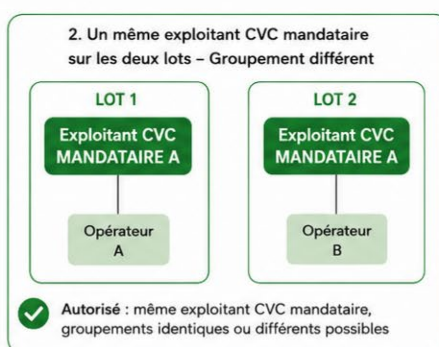 2. Un même exploitant CVC mandataire
sur les deux lots – Groupement différent
LOT 1
Exploitant CVC
MANDATAIRE A
Opérateur
A
LOT 2
Exploitant CVC
MANDATAIRE A
Opérateur
B
Autorisé : même exploitant CVC mandataire,
groupements identiques ou différents possibles